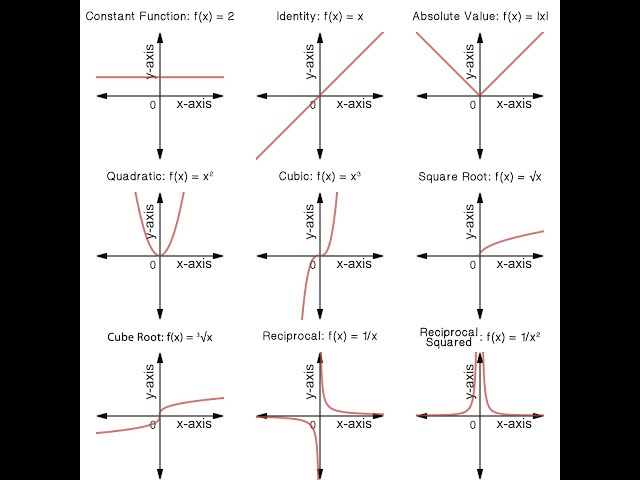 Constant Function: f(x) = 2
Identity: f(x) = x
Absolute Value: f(x) = |x|
y-axis
0
x-axis
y-axis
0
x-axis
y-axis
0
x-axis
Quadratic: f(x) = x²
Cubic: f(x) = x³
Square Root: f(x) = √x
y-axis
0
x-axis
y-axis
0
x-axis
y-axis
0
x-axis
Cube Root: f(x) = ³√x
Reciprocal: f(x) = 1/x
Reciprocal
Squared : f(x) = 1/x²
y-axis
0
x-axis
y-axis
0
x-axis
y-axis
0
x-axis